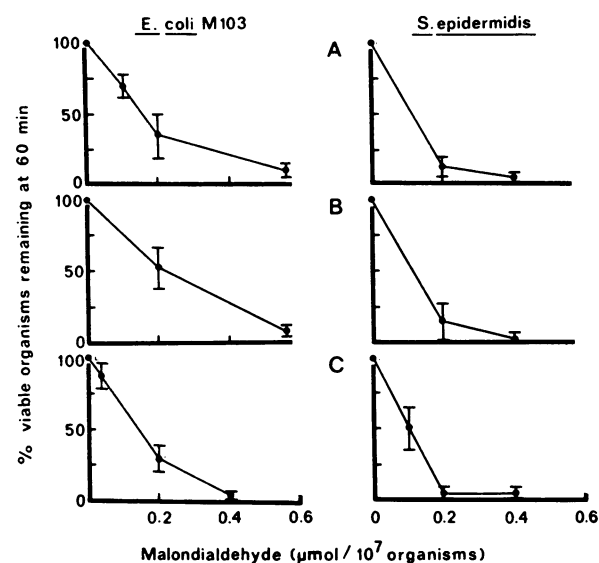 E. coli M103
S. epidermidis
% viable organisms remaining at 60 min
A
100
50
0
B
100
50
0
C
100
50
0
0 0.2 0.4 0.6
0 0.2 0.4 0.6
Malondialdehyde (μmol / 10⁷ organisms)